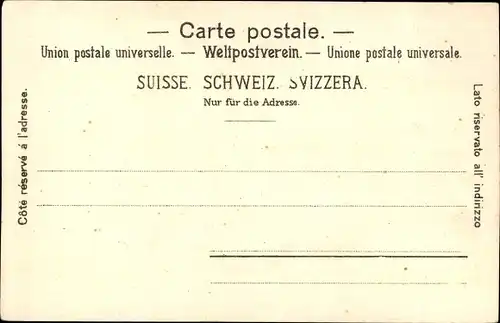 — Carte postale. —
Union postale universelle. — Weltpostverein. — Unione postale universale.
SUISSE. SCHWEIZ. SVIZZERA.
Nur für die Adresse.
Côté réservé à l'adresse.
Lato riservato all' indirizzo